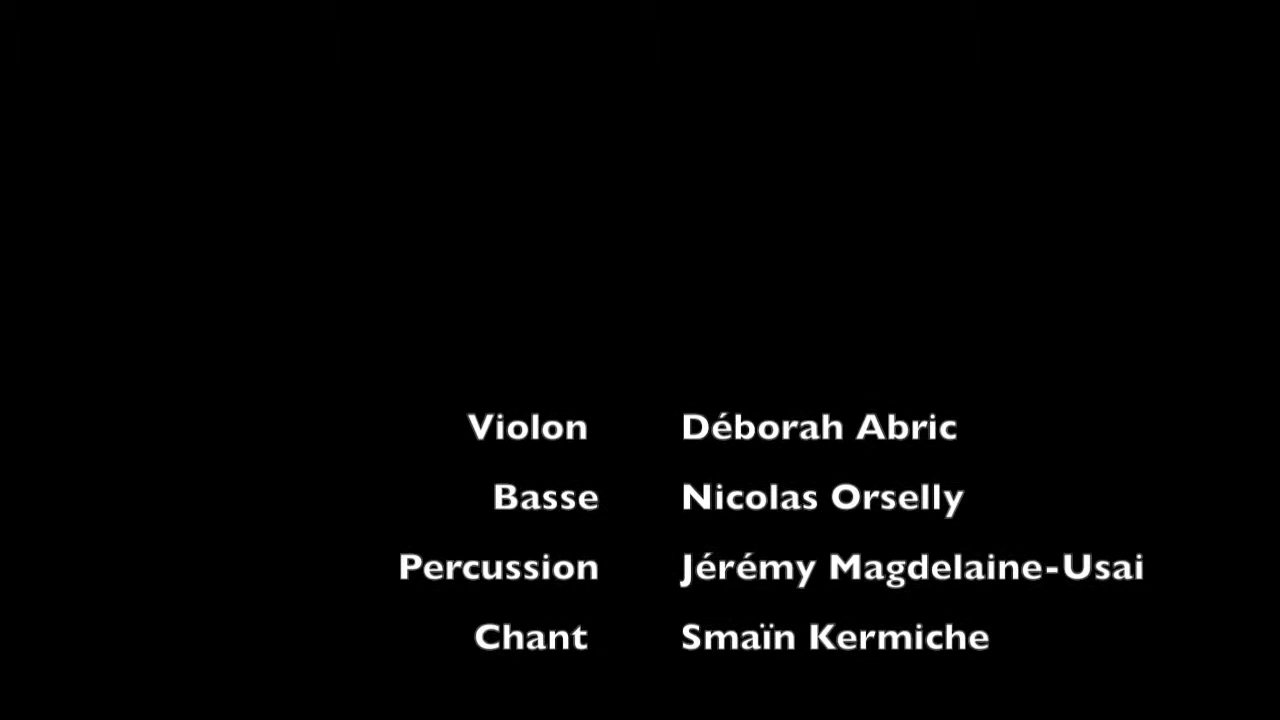 Violon Déborah Abric
Basse Nicolas Orselly
Percussion Jérémy Magdelaine-Usai
Chant Smaïn Kermiche